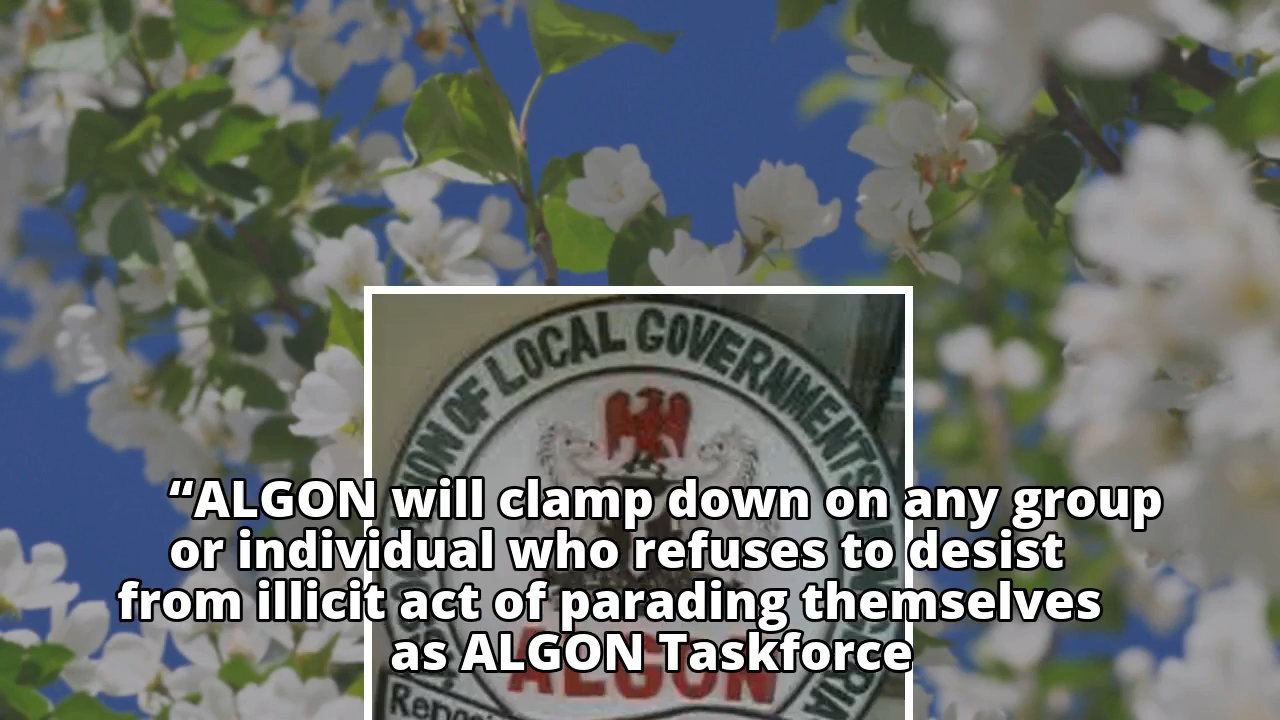 OF LOCAL GOVERNMENTS
“ALGON will clamp down on any group
or individual who refuses to desist
from illicit act of parading themselves
as ALGON Taskforce
ALGON